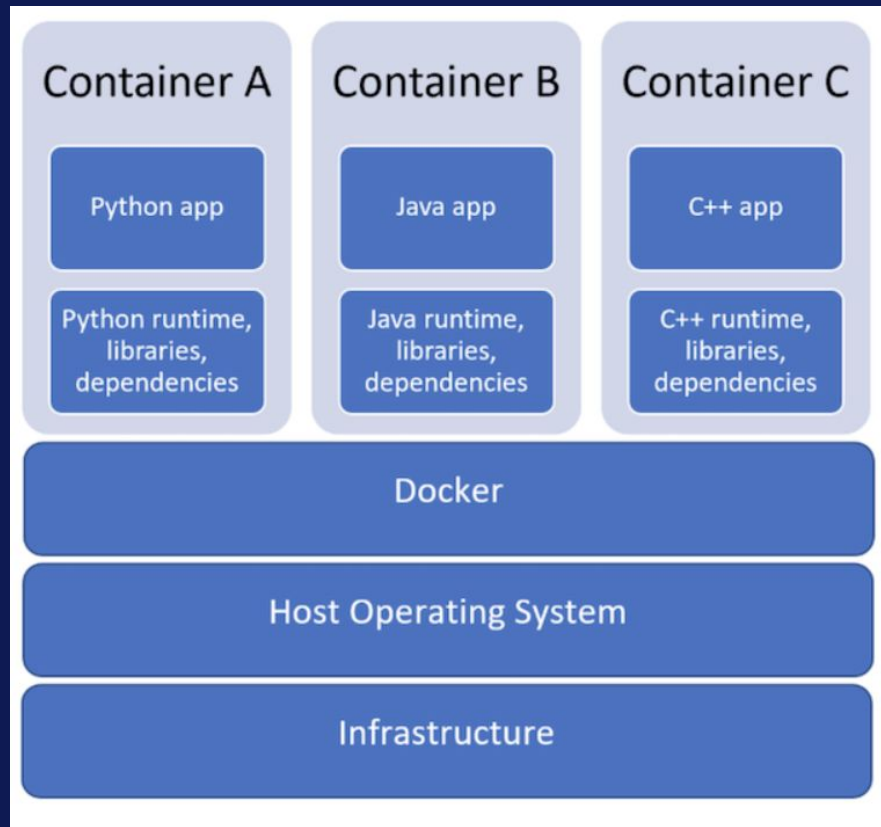 Container A
Container B
Container C
Python app
Java app
C++ app
Python runtime,
libraries,
dependencies
Java runtime,
libraries,
dependencies
C++ runtime,
libraries,
dependencies
Docker
Host Operating System
Infrastructure